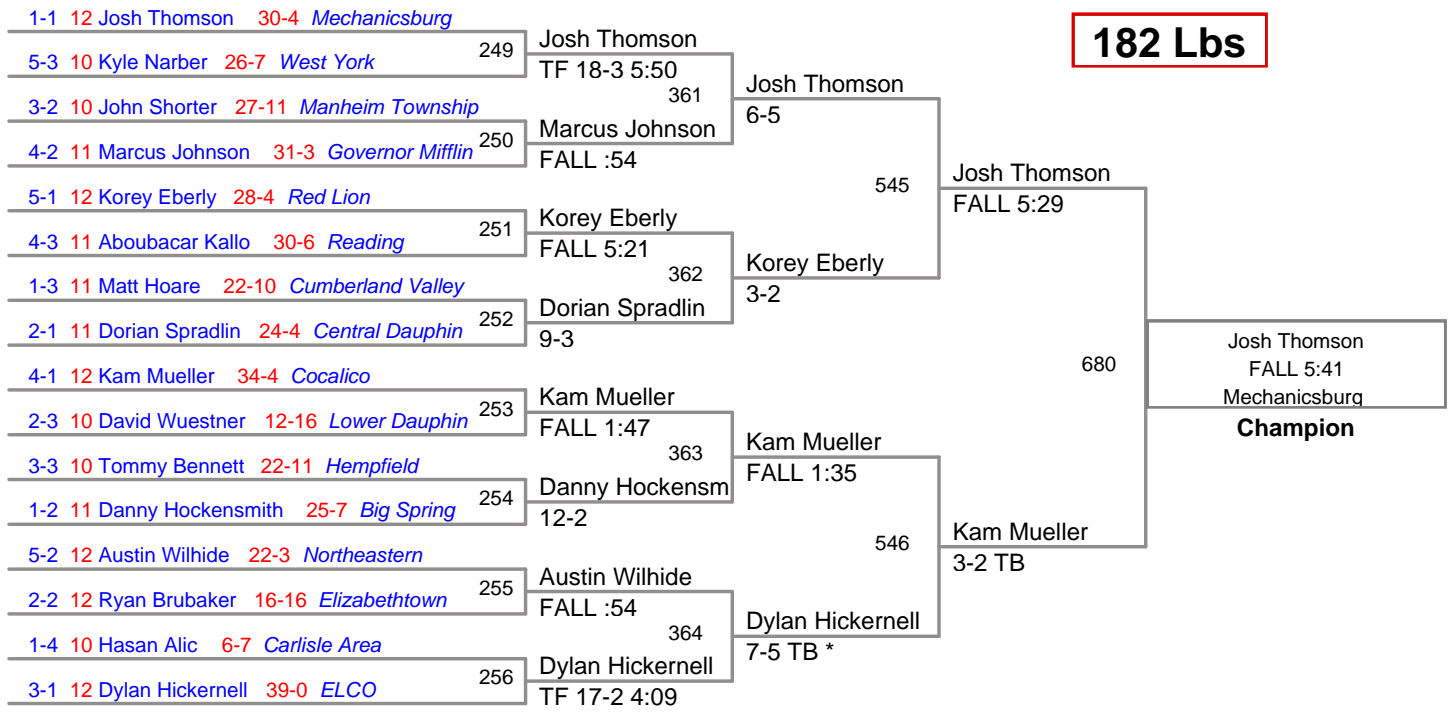 182 Lbs
1-1 12 Josh Thomson 30-4 Mechanicsburg
5-3 10 Kyle Narber 26-7 West York
3-2 10 John Shorter 27-11 Manheim Township
4-2 11 Marcus Johnson 31-3 Governor Mifflin
5-1 12 Korey Eberly 28-4 Red Lion
4-3 11 Aboubacar Kallo 30-6 Reading
1-3 11 Matt Hoare 22-10 Cumberland Valley
2-1 11 Dorian Spradlin 24-4 Central Dauphin
4-1 12 Kam Mueller 34-4 Cocalico
2-3 10 David Wuestner 12-16 Lower Dauphin
3-3 10 Tommy Bennett 22-11 Hempfield
1-2 11 Danny Hockensmith 25-7 Big Spring
5-2 12 Austin Wilhide 22-3 Northeastern
2-2 12 Ryan Brubaker 16-16 Elizabethtown
1-4 10 Hasan Alic 6-7 Carlisle Area
3-1 12 Dylan Hickernell 39-0 ELCO
249
Josh Thomson
TF 18-3 5:50
250
Marcus Johnson
FALL :54
251
Korey Eberly
FALL 5:21
252
Dorian Spradlin
9-3
253
Kam Mueller
FALL 1:47
254
Danny Hockensm
12-2
255
Austin Wilhide
FALL :54
256
Dylan Hickernell
TF 17-2 4:09
361
Josh Thomson
6-5
362
Korey Eberly
3-2
363
Kam Mueller
FALL 1:35
364
Dylan Hickernell
7-5 TB *
545
Josh Thomson
FALL 5:29
546
Kam Mueller
3-2 TB
680
Josh Thomson
FALL 5:41
Mechanicsburg
Champion